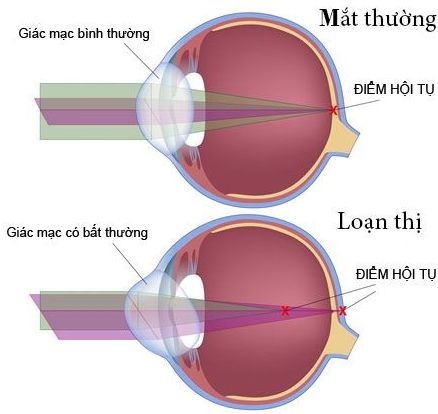 Mắt thường
Giác mạc bình thường
ĐIỂM HỘI TỤ
Loạn thị
Giác mạc có bất thường
ĐIỂM HỘI TỤ